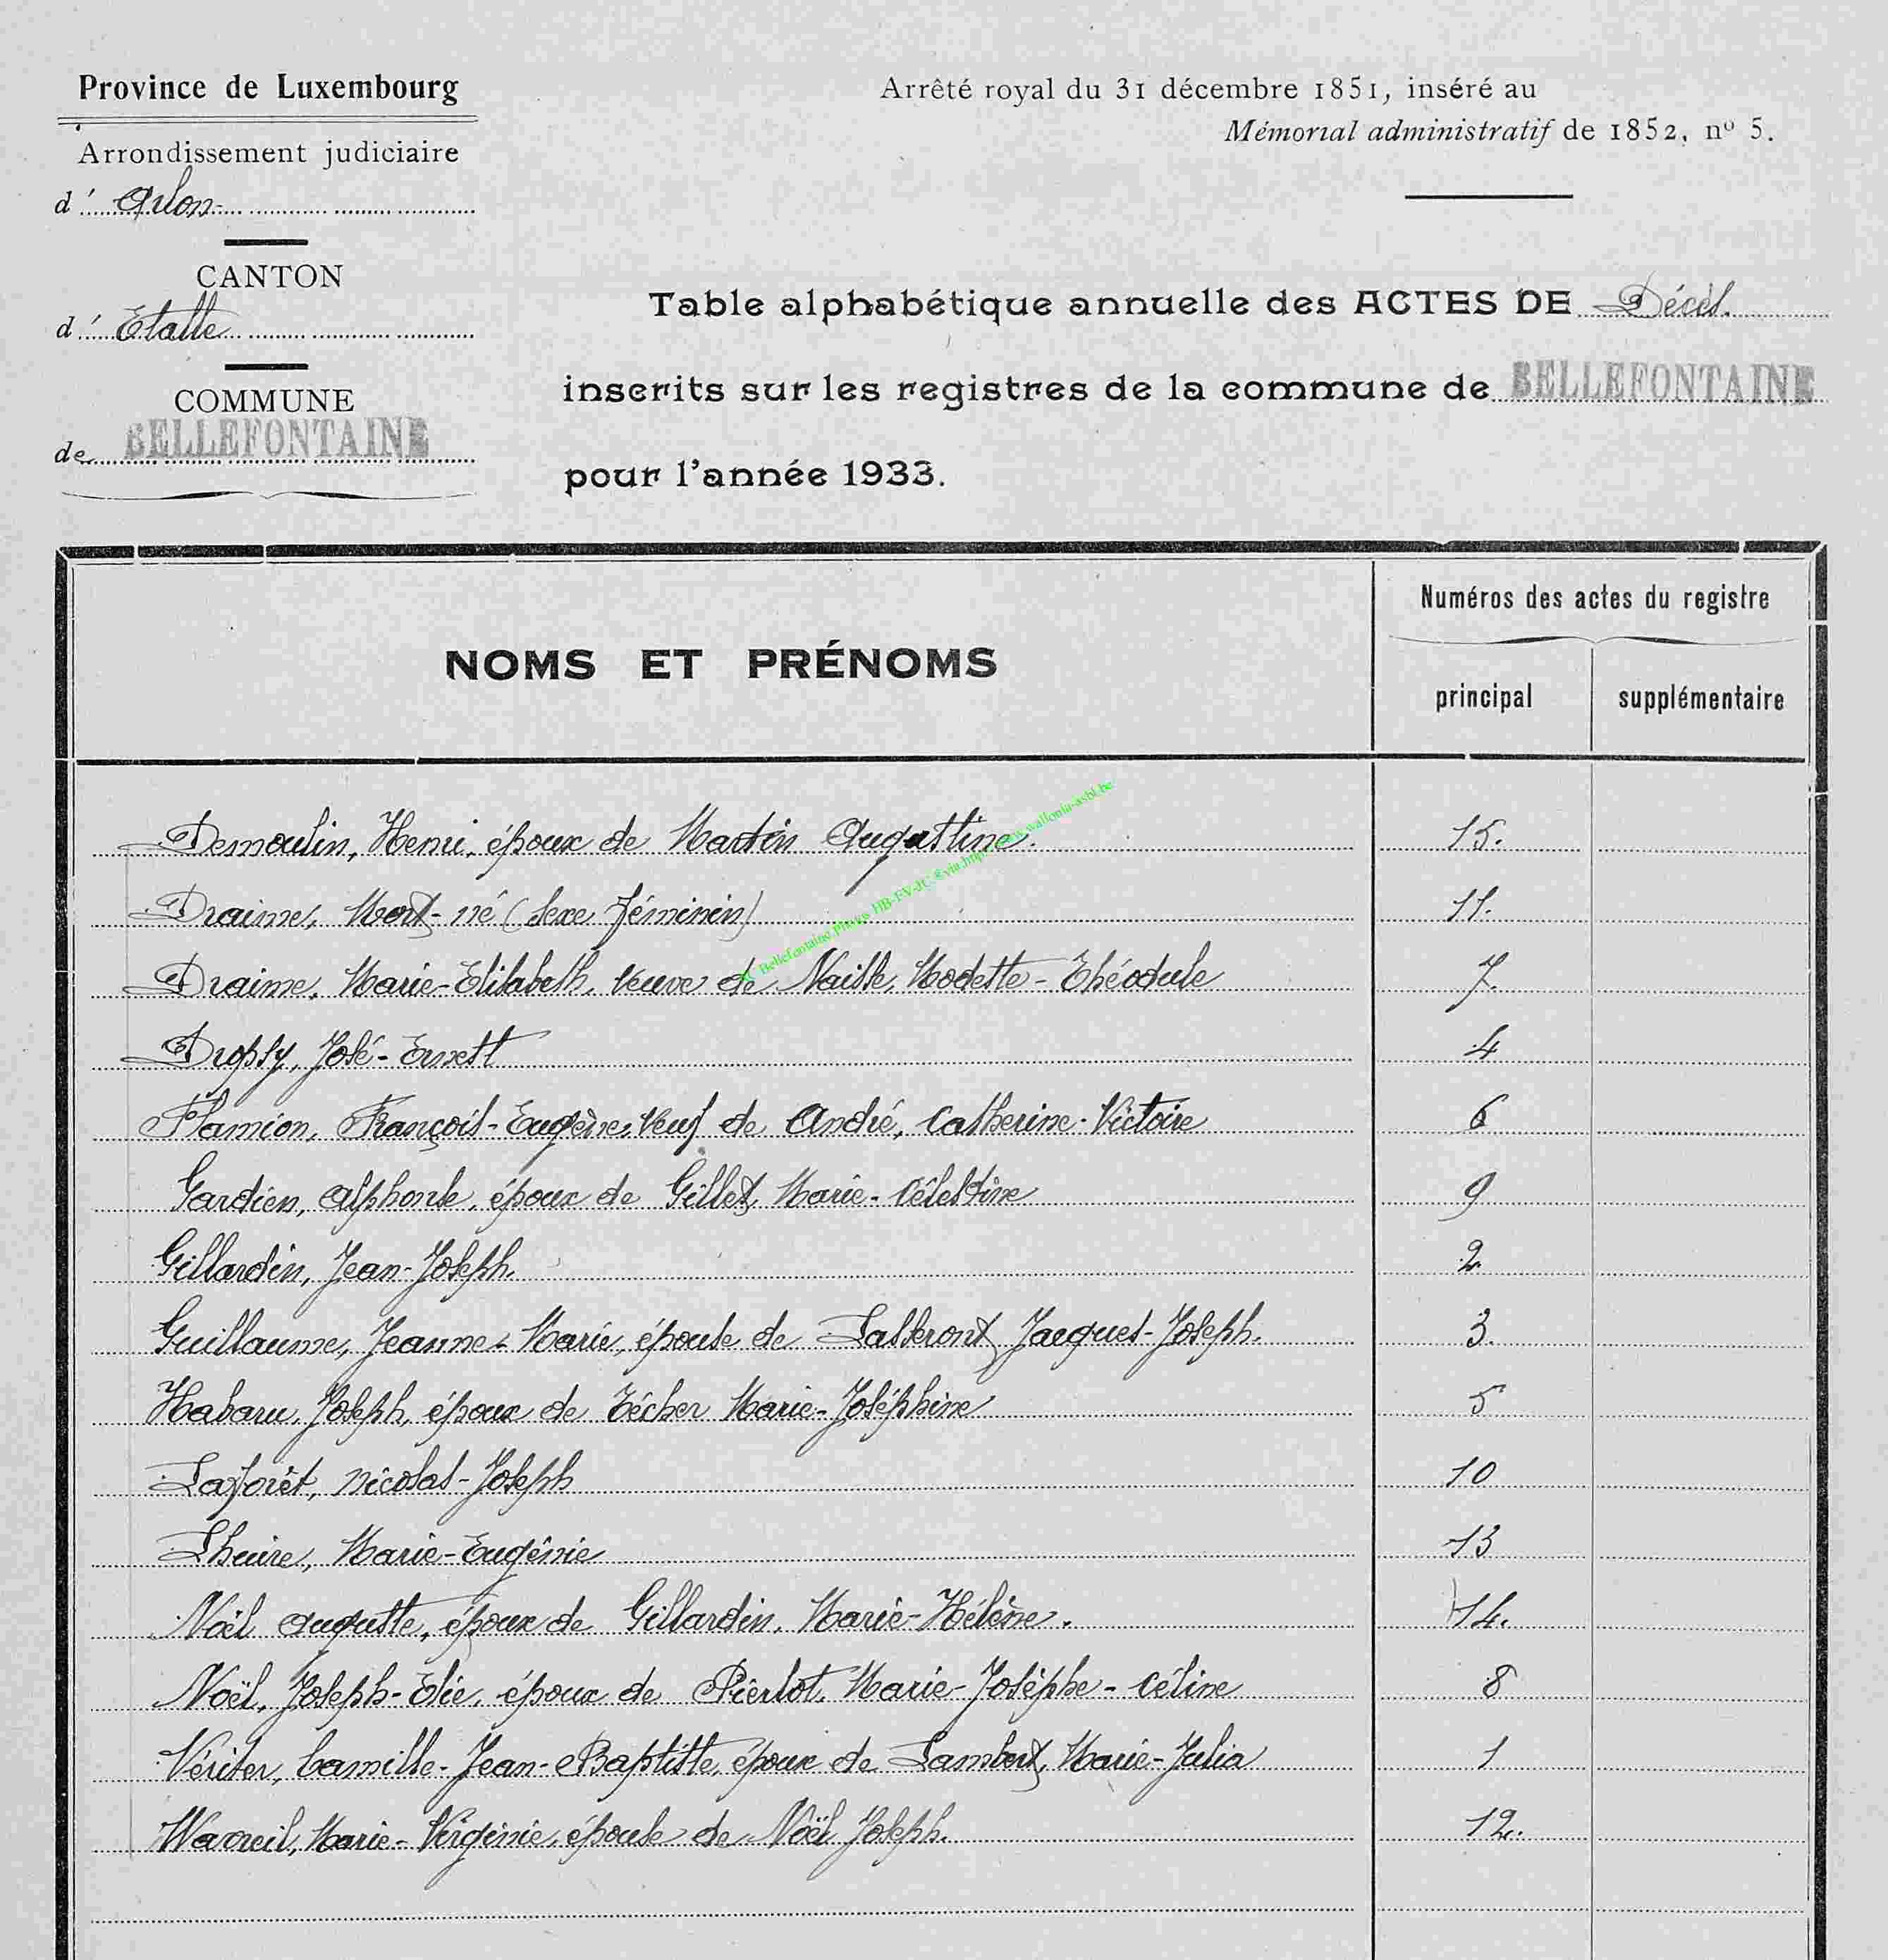 Province de Luxembourg
Arrondissement judiciaire
d' Arlon
CANTON
d' Etalle
COMMUNE
de BELLEFONTAINE
Arrêté royal du 31 décembre 1851, inséré au
Mémorial administratif de 1852, nº 5.
Table alphabétique annuelle des ACTES DE Décès.
inscrits sur les registres de la commune de BELLEFONTAINE
pour l'année 1933.
NOMS ET PRÉNOMS
Numéros des actes du registre
principal
supplémentaire
Demoulin, Henri, époux de Martin Augustine. 15.
Draime, Mort-né (sexe féminin) 11.
Draime, Marie-Elisabeth, veuve de Naisse, Modeste-Théodule 7.
Dropsy, José-Ernest 4
Flamion, François-Eugène, veuf de André, Catherine-Victoire 6
Gardien, Alphonse, époux de Gillet, Marie-Célestine 9
Gillardin, Jean-Joseph. 2
Guillaume, Jeanne-Marie, épouse de Jacques-Joseph. 3.
Habaru, Joseph, époux de Técher Marie-Joséphine 5
Laforêt, Nicolas-Joseph 10
Lhuire, Marie-Eugénie 13
Noël Auguste, époux de Gillardin, Marie-Hélène. 14.
Noël, Joseph-Elie, époux de Pierlot, Marie-Josèphe-Céline 8
Vériter, Camille-Jean-Baptiste, époux de Lambert, Marie-Julia 1
Wavreil, Marie-Virginie, épouse de Noël Joseph. 12.